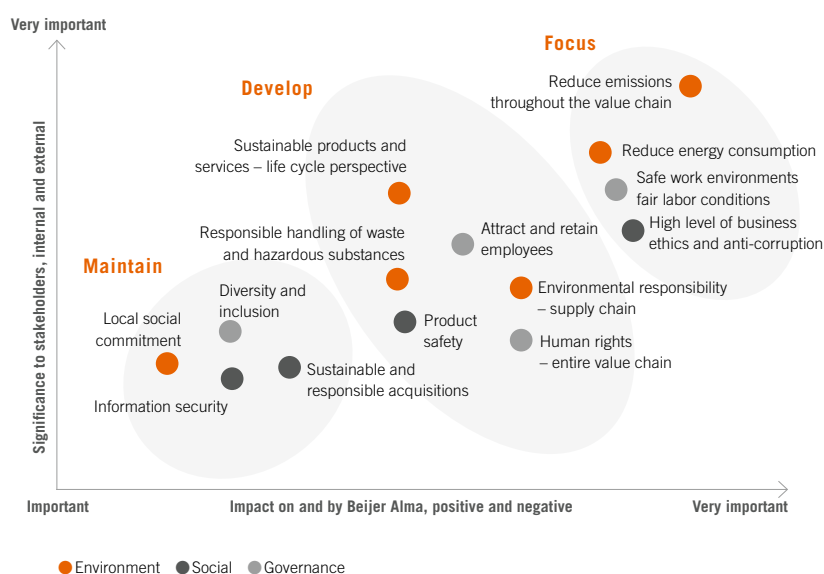 Very important
Focus
Develop
Reduce emissions
throughout the value chain
Sustainable products and
services – life cycle perspective
Reduce energy consumption
Safe work environments
fair labor conditions
High level of business
ethics and anti-corruption
Responsible handling of waste
and hazardous substances
Attract and retain
employees
Maintain
Environmental responsibility
– supply chain
Diversity and
inclusion
Local social
commitment
Product
safety
Human rights
– entire value chain
Sustainable and
responsible acquisitions
Information security
Significance to stakeholders, internal and external
Important
Impact on and by Beijer Alma, positive and negative
Very important
Environment
Social
Governance